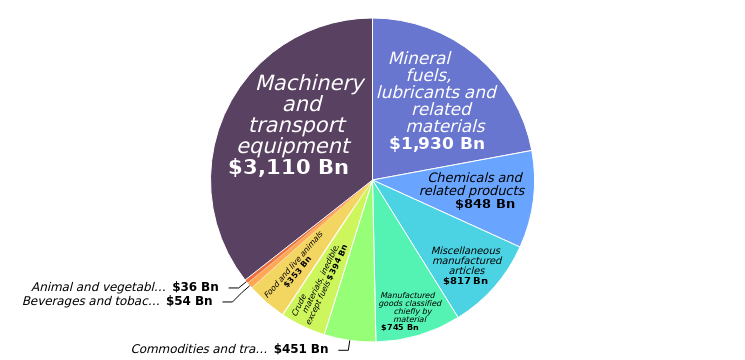 Mineral
fuels,
lubricants and
related
materials
$1,930 Bn
Chemicals and
related products
$848 Bn
Miscellaneous
manufactured
articles
$817 Bn
Manufactured
goods classified
chiefly by
material
$745 Bn
Commodities and tra… $451 Bn
Crude
materials, inedible,
except fuels $394 Bn
Food and live animals
$353 Bn
Beverages and tobac… $54 Bn
Animal and vegetabl… $36 Bn
Machinery
and
transport
equipment
$3,110 Bn